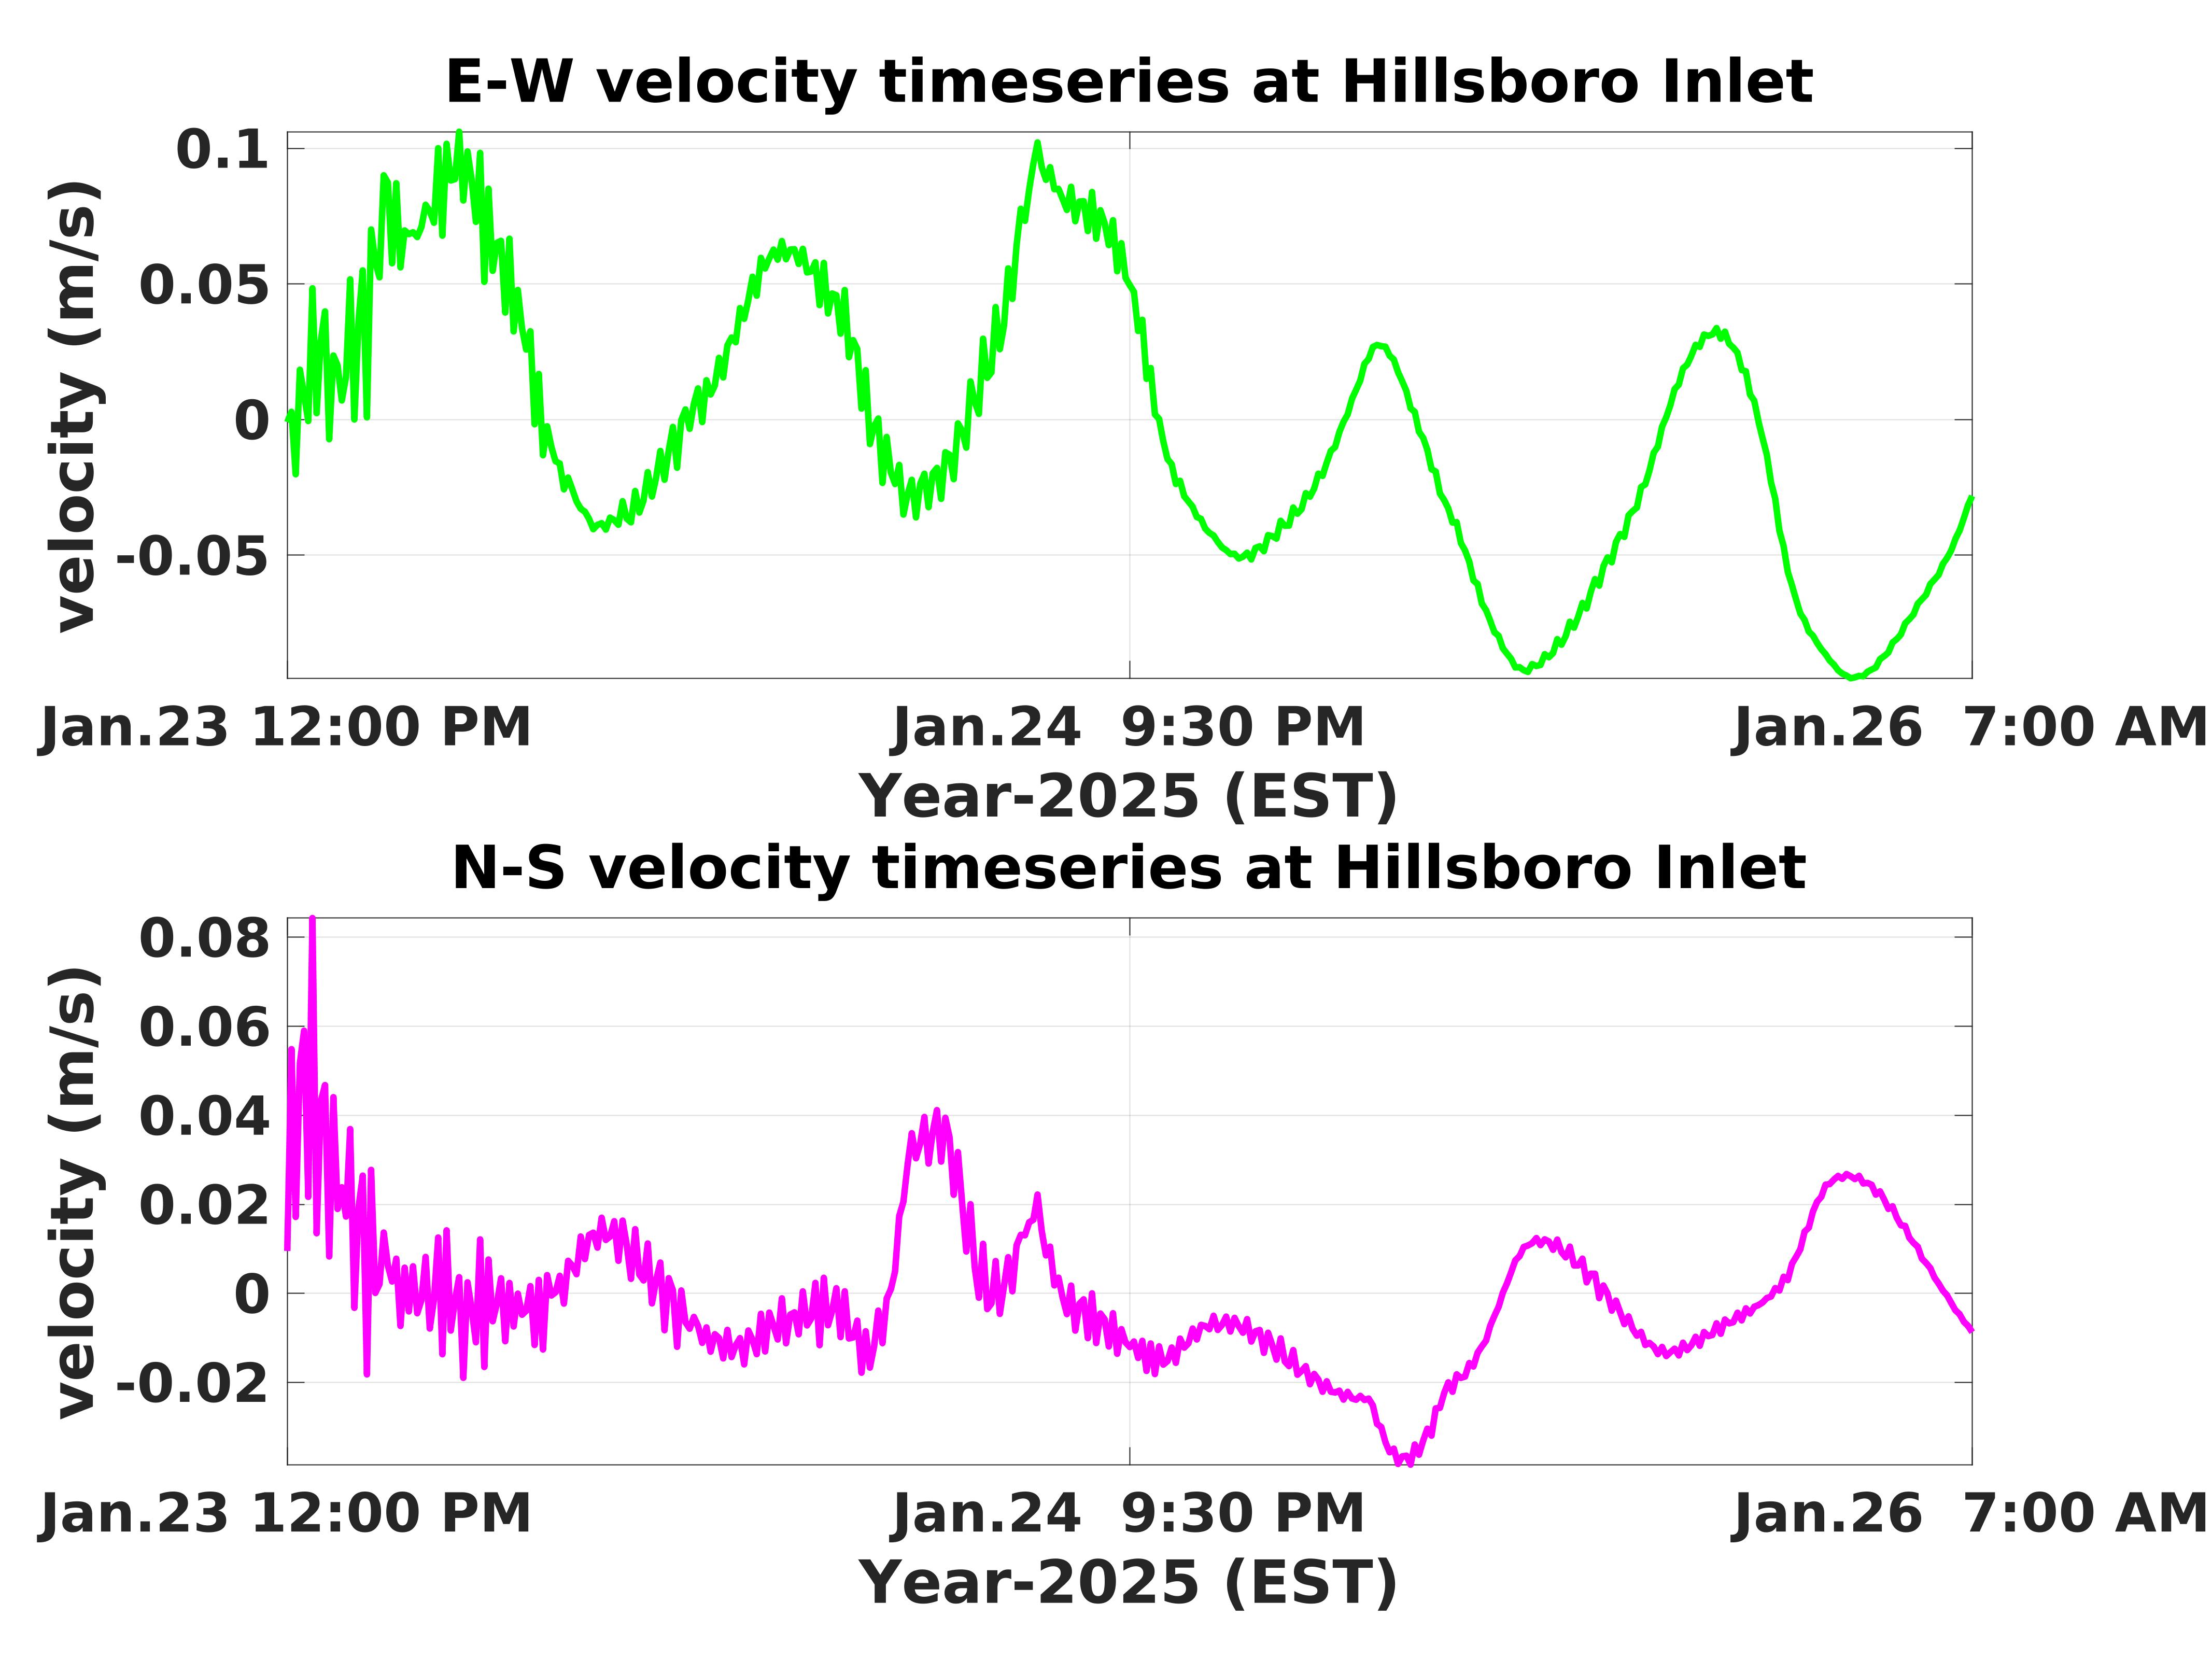 E-W velocity timeseries at Hillsboro Inlet
velocity (m/s)
0.1
0.05
0
-0.05
Jan.23 12:00 PM
Jan.24  9:30 PM
Jan.26  7:00 AM
Year-2025 (EST)
N-S velocity timeseries at Hillsboro Inlet
velocity (m/s)
0.08
0.06
0.04
0.02
0
-0.02
Jan.23 12:00 PM
Jan.24  9:30 PM
Jan.26  7:00 AM
Year-2025 (EST)